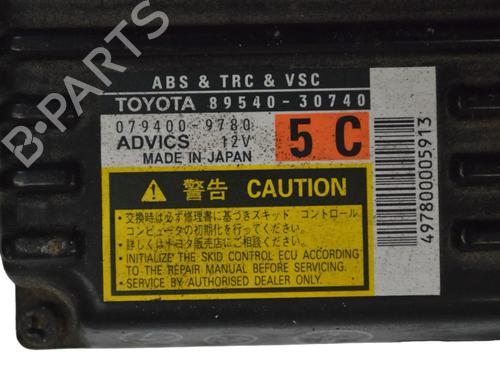 B-PARTS
ABS & TRC & VSC
TOYOTA 89540-30740
079400-9780
ADVICS 12V
MADE IN JAPAN
5C
497800005913
警告 CAUTION
・交換時は必ず修理書に基づきスキッド コントロール
コンピュータの初期化を行ってください。
・詳しくはトヨタ販売店にご相談ください。
・INITIALIZE THE SKID CONTROL ECU ACCORDING
TO THE REPAIR MANUAL BEFORE SERVICING.
・SERVICE BY AUTHORISED DEALER ONLY.